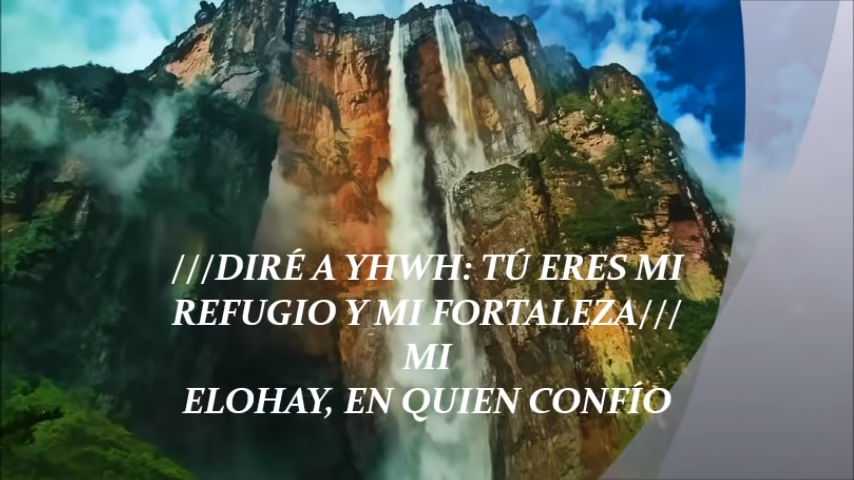 ///DIRÉ A YHWH: TÚ ERES MI
REFUGIO Y MI FORTALEZA///
MI
ELOHAY, EN QUIEN CONFÍO